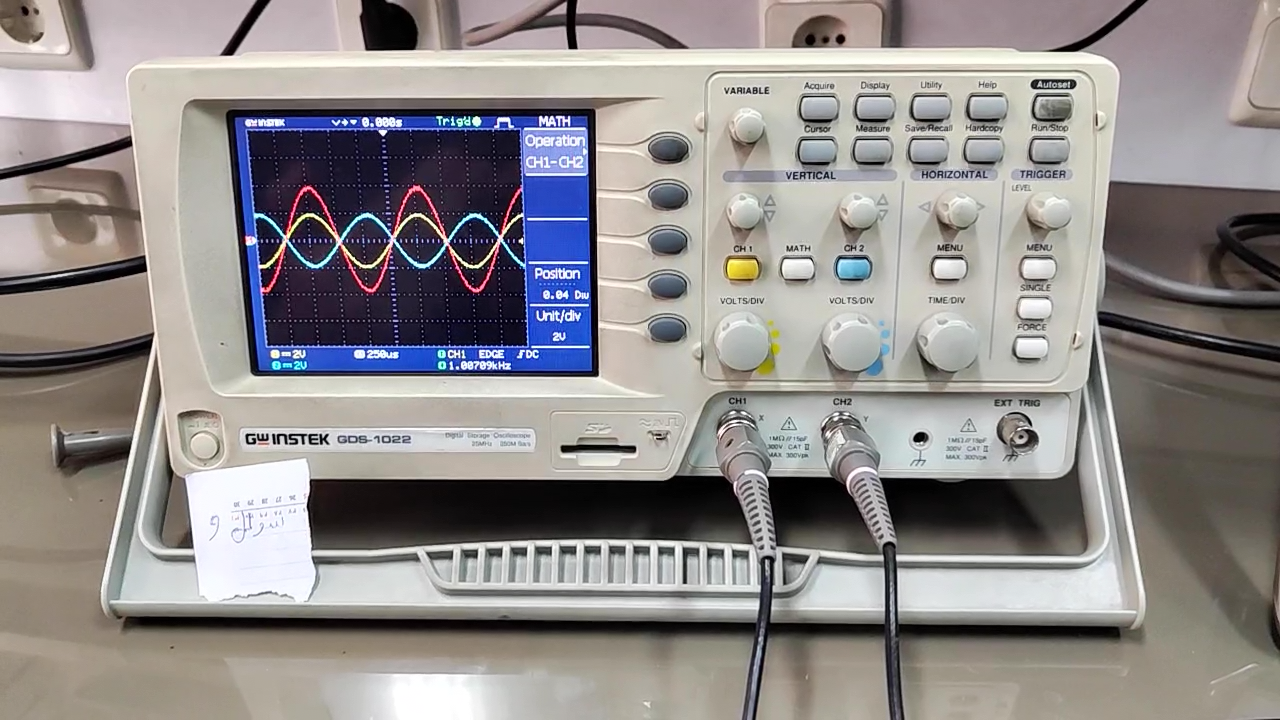 GW INSTEK
0.000s
Trig'd
MATH
Operation
CH1-CH2
Position
0.04 Div
Unit/div
2V
2V
250us
CH1 EDGE DC
2V
1.00709kHz
VARIABLE
Acquire Display Utility Help Autoset
Cursor Measure Save/Recall Hardcopy Run/Stop
VERTICAL HORIZONTAL TRIGGER
LEVEL
CH 1 MATH CH 2 MENU MENU
SINGLE
VOLTS/DIV VOLTS/DIV TIME/DIV
FORCE
CH1 CH2 EXT TRIG
X Y
GW INSTEK GDS-1022
Digital Storage Oscilloscope
25MHz 250M Sa/s
SD
1MΩ//15pF
300V CAT II
MAX. 300Vpk
1MΩ//15pF
300V CAT II
MAX. 300Vpk